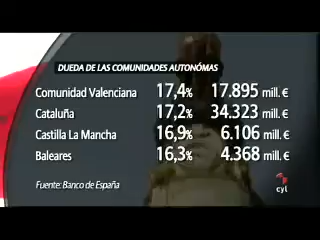 DUEDA DE LAS COMUNIDADES AUTONÓMAS
Comunidad Valenciana 17,4% 17.895 mill. €
Cataluña 17,2% 34.323 mill. €
Castilla La Mancha 16,9% 6.106 mill. €
Baleares 16,3% 4.368 mill. €
Fuente: Banco de España
cyl